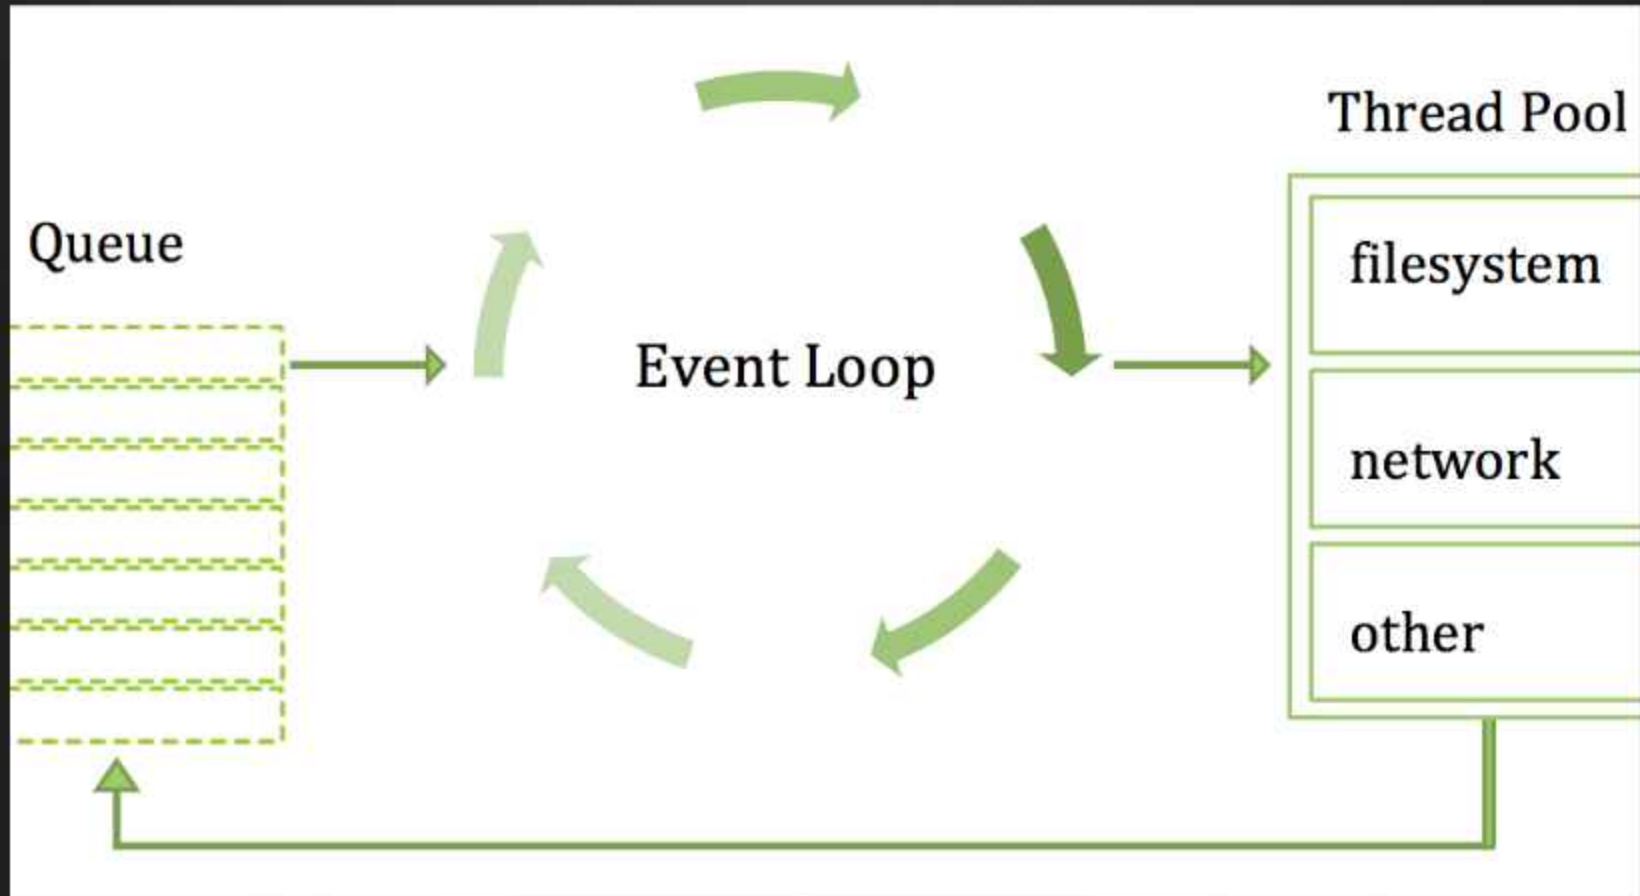 Thread Pool
Queue
filesystem
Event Loop
network
other